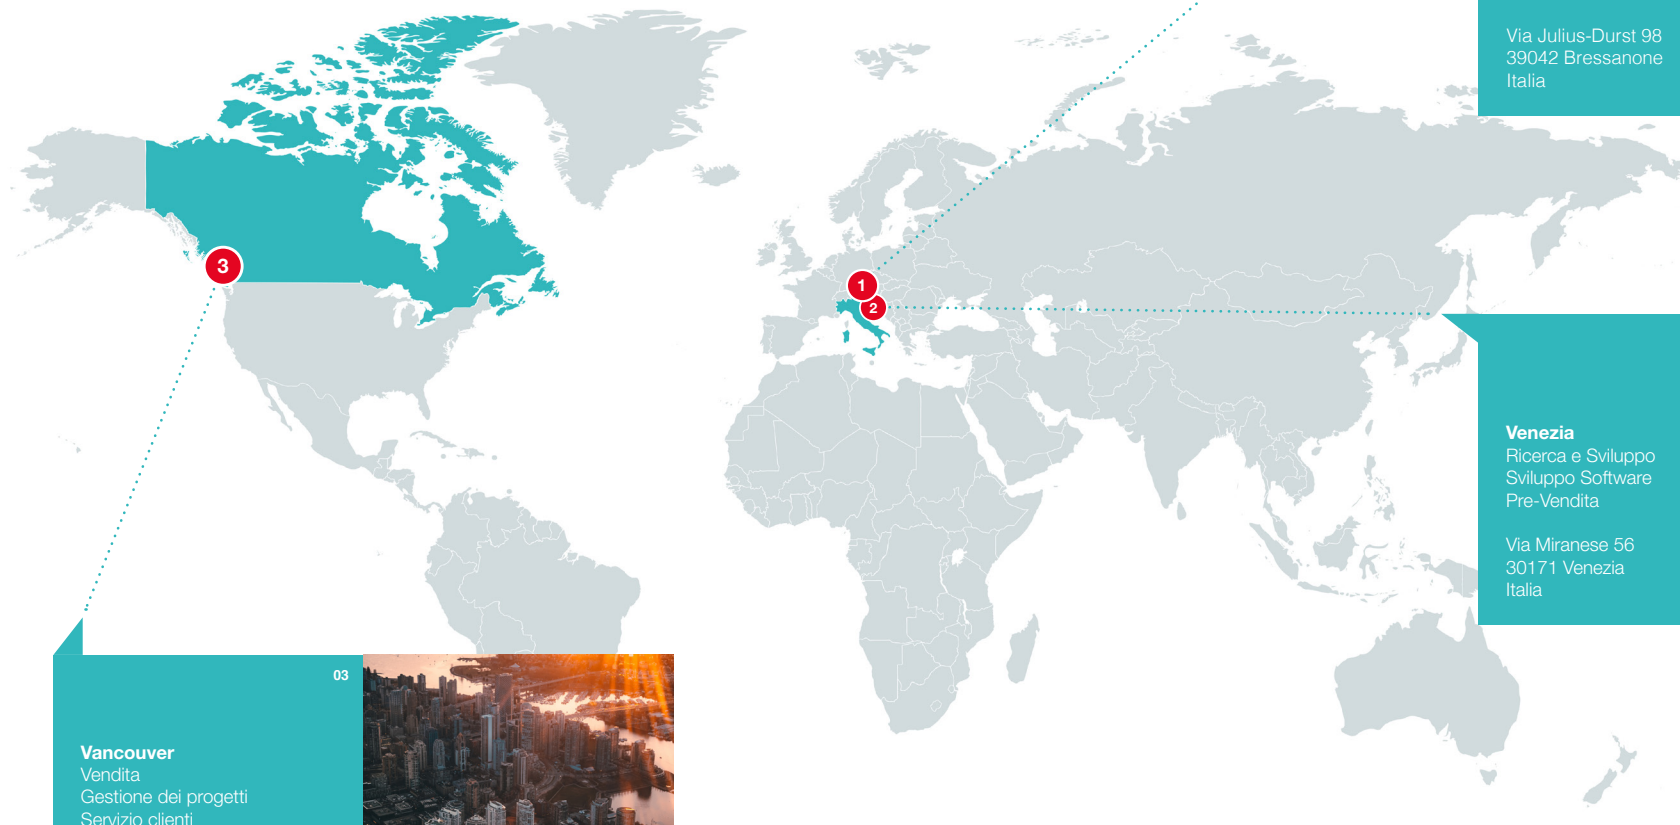 Via Julius-Durst 98
39042 Bressanone
Italia
3
1
2
Venezia
Ricerca e Sviluppo
Sviluppo Software
Pre-Vendita
Via Miranese 56
30171 Venezia
Italia
03
Vancouver
Vendita
Gestione dei progetti
Servizio clienti